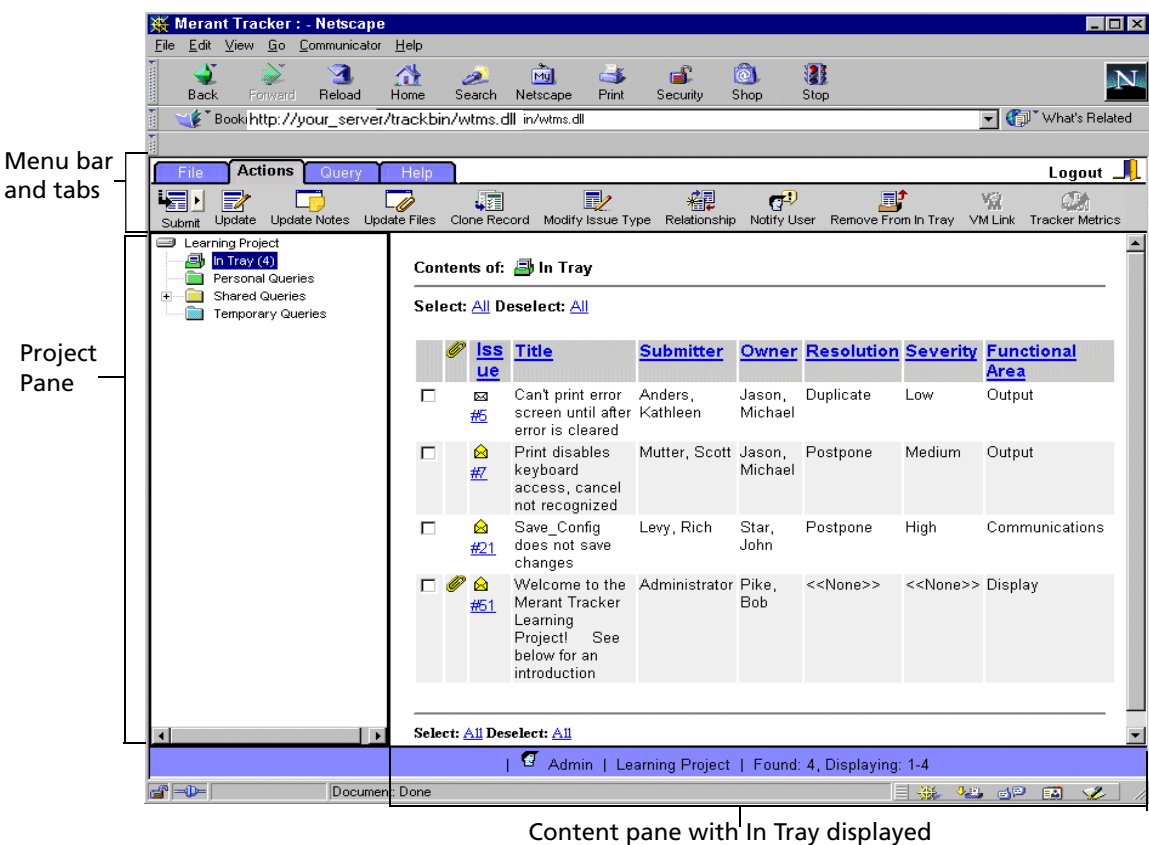 Merant Tracker : - Netscape
File Edit View Go Communicator Help
Back Forward Reload Home Search Netscape Print Security Shop Stop
My
N
Book http://your_server/trackbin/wtms.dll in/wtms.dll What's Related
Menu bar and tabs
File Actions Query Help Logout
Submit Update Update Notes Update Files Clone Record Modify Issue Type Relationship Notify User Remove From In Tray VM Link Tracker Metrics
Project Pane
Learning Project
In Tray (4)
Personal Queries
Shared Queries
Temporary Queries
Contents of: In Tray
Select: All Deselect: All
Issue Title Submitter Owner Resolution Severity Functional Area
#5 Can't print error screen until after error is cleared Anders, Kathleen Jason, Michael Duplicate Low Output
#7 Print disables keyboard access, cancel not recognized Mutter, Scott Jason, Michael Postpone Medium Output
#21 Save_Config does not save changes Levy, Rich Star, John Postpone High Communications
#51 Welcome to the Merant Tracker Learning Project! See below for an introduction Administrator Pike, Bob <<None>> <<None>> Display
Select: All Deselect: All
| Admin | Learning Project | Found: 4, Displaying: 1-4
Document: Done
Content pane with In Tray displayed